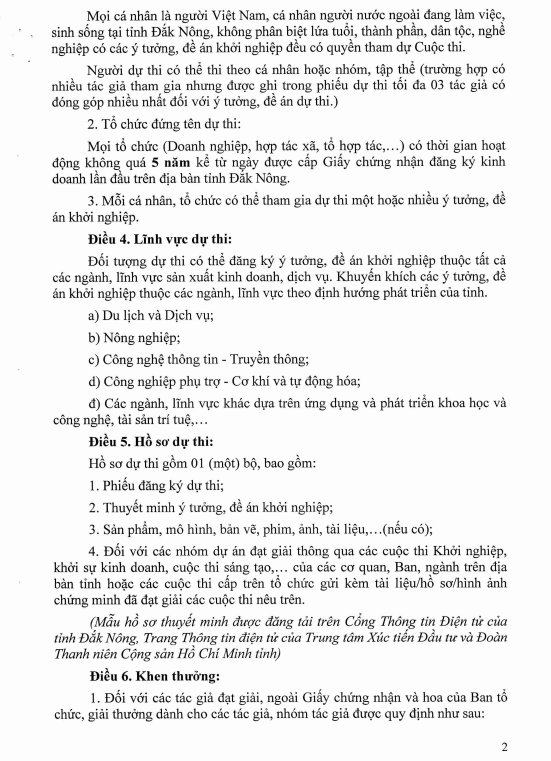 Mọi cá nhân là người Việt Nam, cá nhân người nước ngoài đang làm việc,
sinh sống tại tỉnh Đắk Nông, không phân biệt lứa tuổi, thành phần, dân tộc, nghề
nghiệp có các ý tưởng, đề án khởi nghiệp đều có quyền tham dự Cuộc thi.
Người dự thi có thể thi theo cá nhân hoặc nhóm, tập thể (trường hợp có
nhiều tác giả tham gia nhưng được ghi trong phiếu dự thi tối đa 03 tác giả có
đóng góp nhiều nhất đối với ý tưởng, đề án dự thi.)
2. Tổ chức đứng tên dự thi:
Mọi tổ chức (Doanh nghiệp, hợp tác xã, tổ hợp tác,…) có thời gian hoạt
động không quá 5 năm kể từ ngày được cấp Giấy chứng nhận đăng ký kinh
doanh lần đầu trên địa bàn tỉnh Đắk Nông.
3. Mỗi cá nhân, tổ chức có thể tham gia dự thi một hoặc nhiều ý tưởng, đề
án khởi nghiệp.
Điều 4. Lĩnh vực dự thi:
Đối tượng dự thi có thể đăng ký ý tưởng, đề án khởi nghiệp thuộc tất cả
các ngành, lĩnh vực sản xuất kinh doanh, dịch vụ. Khuyến khích các ý tưởng, đề
án khởi nghiệp thuộc các ngành, lĩnh vực theo định hướng phát triển của tỉnh.
a) Du lịch và Dịch vụ;
b) Nông nghiệp;
c) Công nghệ thông tin - Truyền thông;
d) Công nghiệp phụ trợ - Cơ khí và tự động hóa;
đ) Các ngành, lĩnh vực khác dựa trên ứng dụng và phát triển khoa học và
công nghệ, tài sản trí tuệ,…
Điều 5. Hồ sơ dự thi:
Hồ sơ dự thi gồm 01 (một) bộ, bao gồm:
1. Phiếu đăng ký dự thi;
2. Thuyết minh ý tưởng, đề án khởi nghiệp;
3. Sản phẩm, mô hình, bản vẽ, phim, ảnh, tài liệu,…(nếu có);
4. Đối với các nhóm dự án đạt giải thông qua các cuộc thi Khởi nghiệp,
khởi sự kinh doanh, cuộc thi sáng tạo,… của các cơ quan, Ban, ngành trên địa
bàn tỉnh hoặc các cuộc thi cấp trên tổ chức gửi kèm tài liệu/hồ sơ/hình ảnh
chứng minh đã đạt giải các cuộc thi nêu trên.
(Mẫu hồ sơ thuyết minh được đăng tải trên Cổng Thông tin Điện tử của
tỉnh Đắk Nông, Trang Thông tin điện tử của Trung tâm Xúc tiến Đầu tư và Đoàn
Thanh niên Cộng sản Hồ Chí Minh tỉnh)
Điều 6. Khen thưởng:
1. Đối với các tác giả đạt giải, ngoài Giấy chứng nhận và hoa của Ban tổ
chức, giải thưởng dành cho các tác giả, nhóm tác giả được quy định như sau:
2